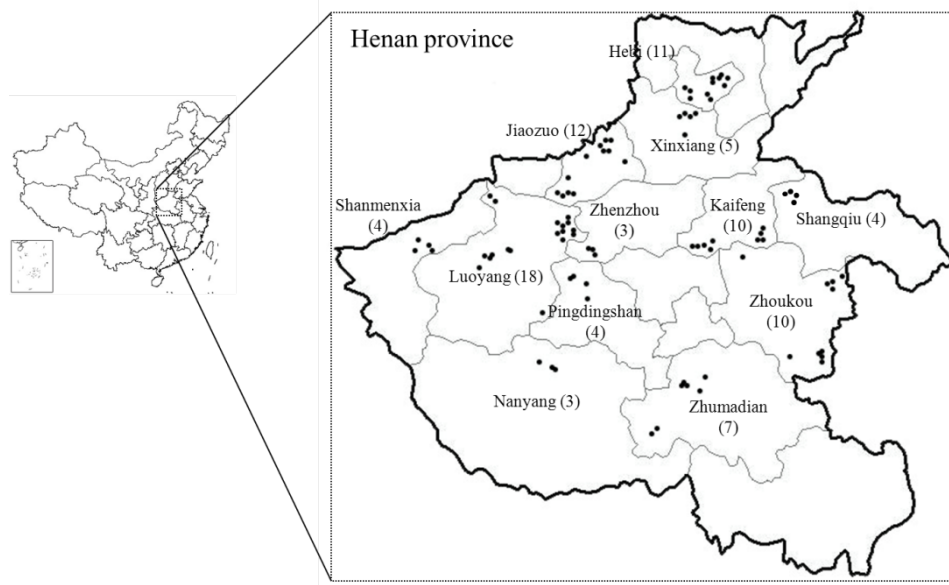 Henan province
Hebi (11)
Jiaozuo (12)
Xinxiang (5)
Shanmenxia
(4)
Zhenzhou
(3)
Kaifeng
(10)
Shangqiu (4)
Luoyang (18)
Pingdingshan
(4)
Zhoukou
(10)
Nanyang (3)
Zhumadian
(7)